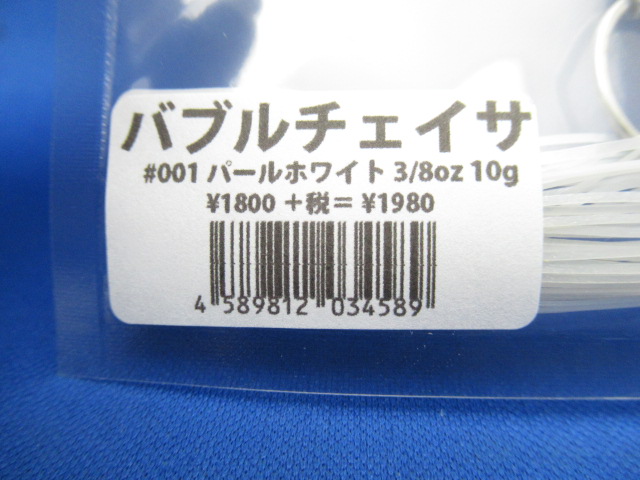 バブルチェイサ
#001 パールホワイト 3/8oz 10g
¥1800 +税= ¥1980
4 589812 034589